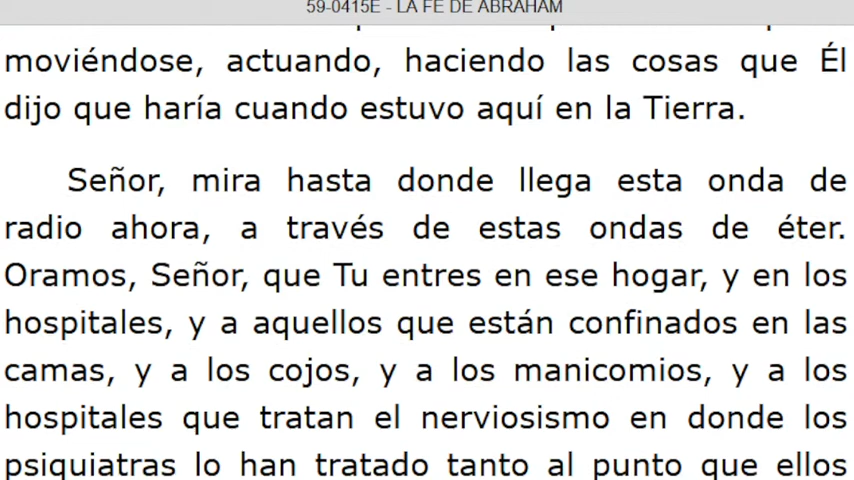 59-0415E - LA FE DE ABRAHAM
moviéndose, actuando, haciendo las cosas que Él
dijo que haría cuando estuvo aquí en la Tierra.
Señor, mira hasta donde llega esta onda de
radio ahora, a través de estas ondas de éter.
Oramos, Señor, que Tu entres en ese hogar, y en los
hospitales, y a aquellos que están confinados en las
camas, y a los cojos, y a los manicomios, y a los
hospitales que tratan el nerviosismo en donde los
psiquiatras lo han tratado tanto al punto que ellos